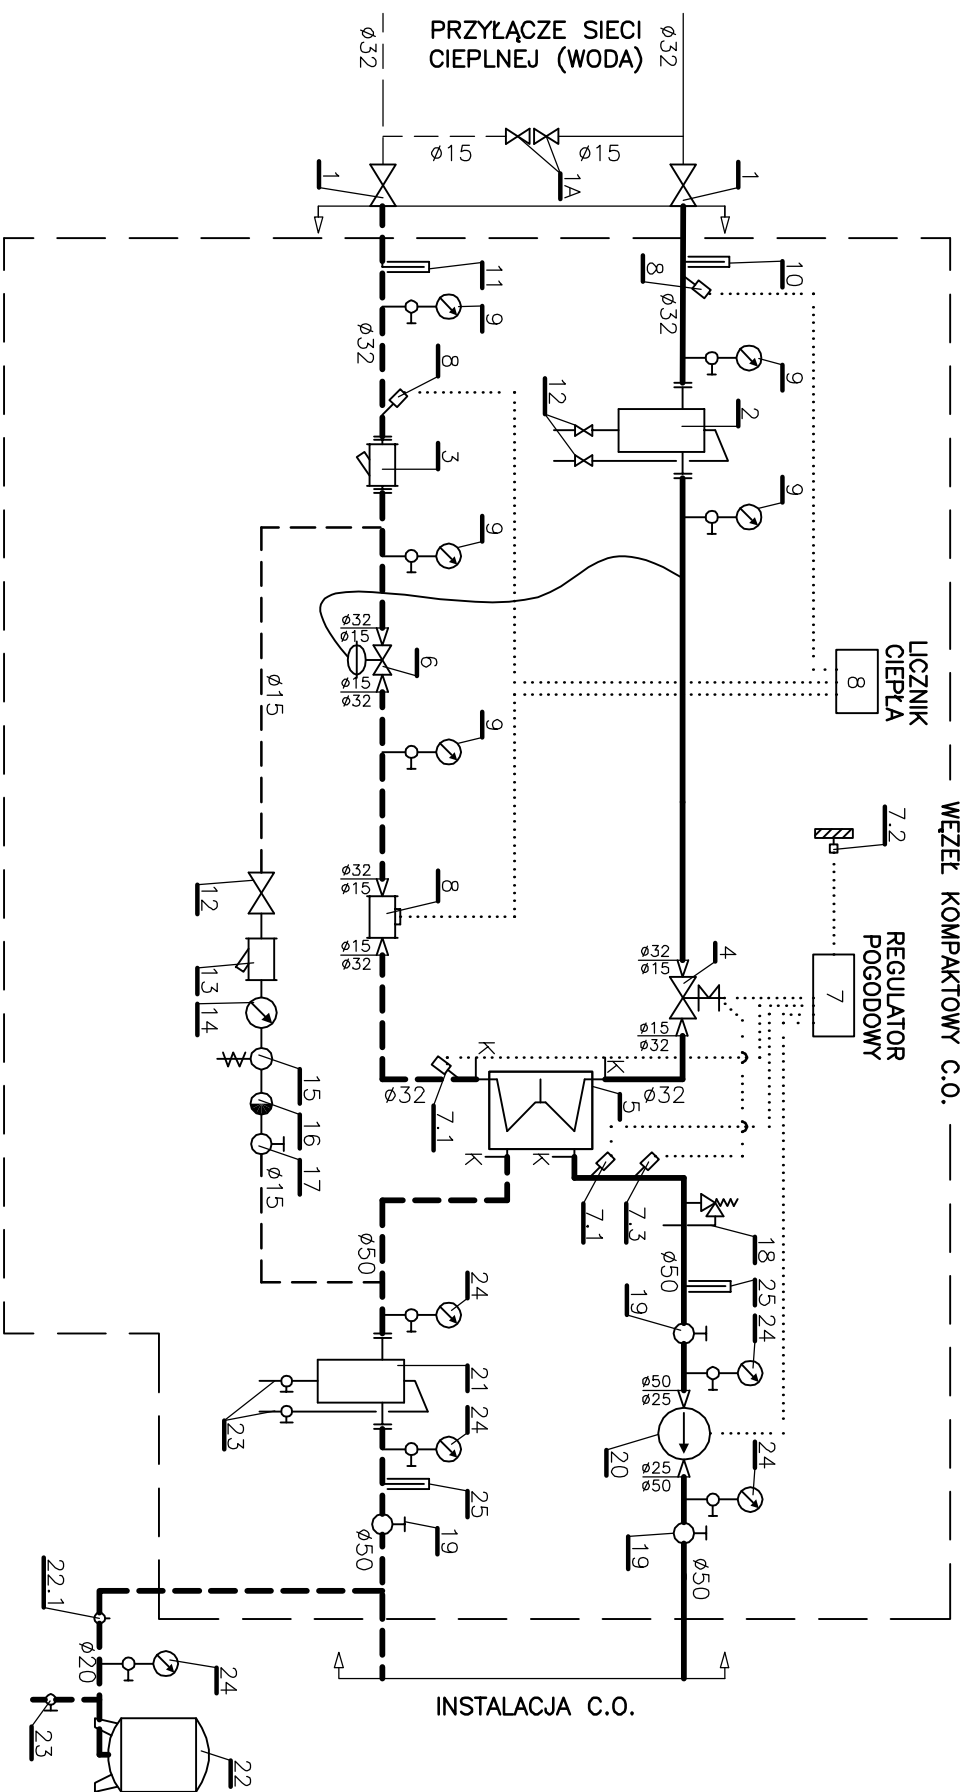 PRZYŁĄCZE SIECI
CIEPLNEJ (WODA)
ø32
ø32
ø15
ø15
1
1A
1
11
10
8
9
ø32
ø32
9
8
12
2
3
9
9
ø32
ø15
6
ø15
ø32
ø15
9
LICZNIK
CIEPŁA
8
WĘZEŁ KOMPAKTOWY C.O.
7.2
REGULATOR
POGODOWY
7
ø32
ø15
8
ø15
ø32
12
13
14
15
16
17
ø15
ø32
ø15
4
ø15
ø32
K
K
ø32
ø32
5
7.1
K
K
7.1
7.3
18
ø50
ø50
25
19
24
24
ø50
ø25
20
ø25
ø50
21
24
23
24
25
19
19
ø50
ø50
22.1
ø20
24
23
22
INSTALACJA C.O.